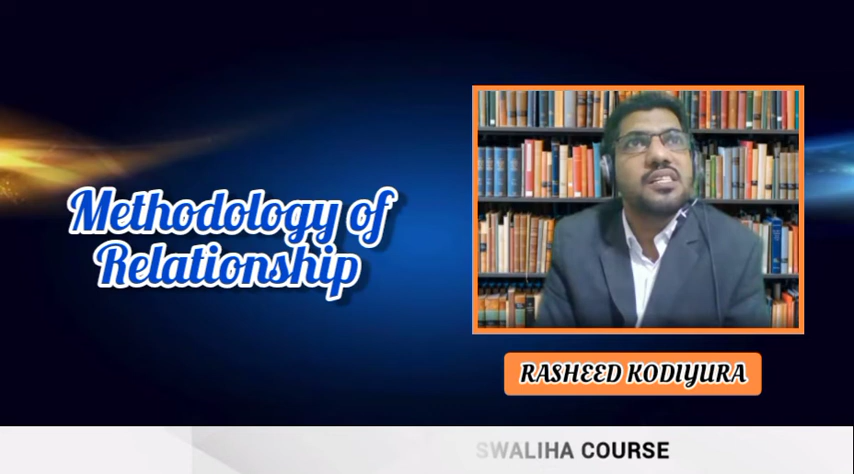 Methodology of
Relationship
RASHEED KODIYURA
SWALIHA COURSE